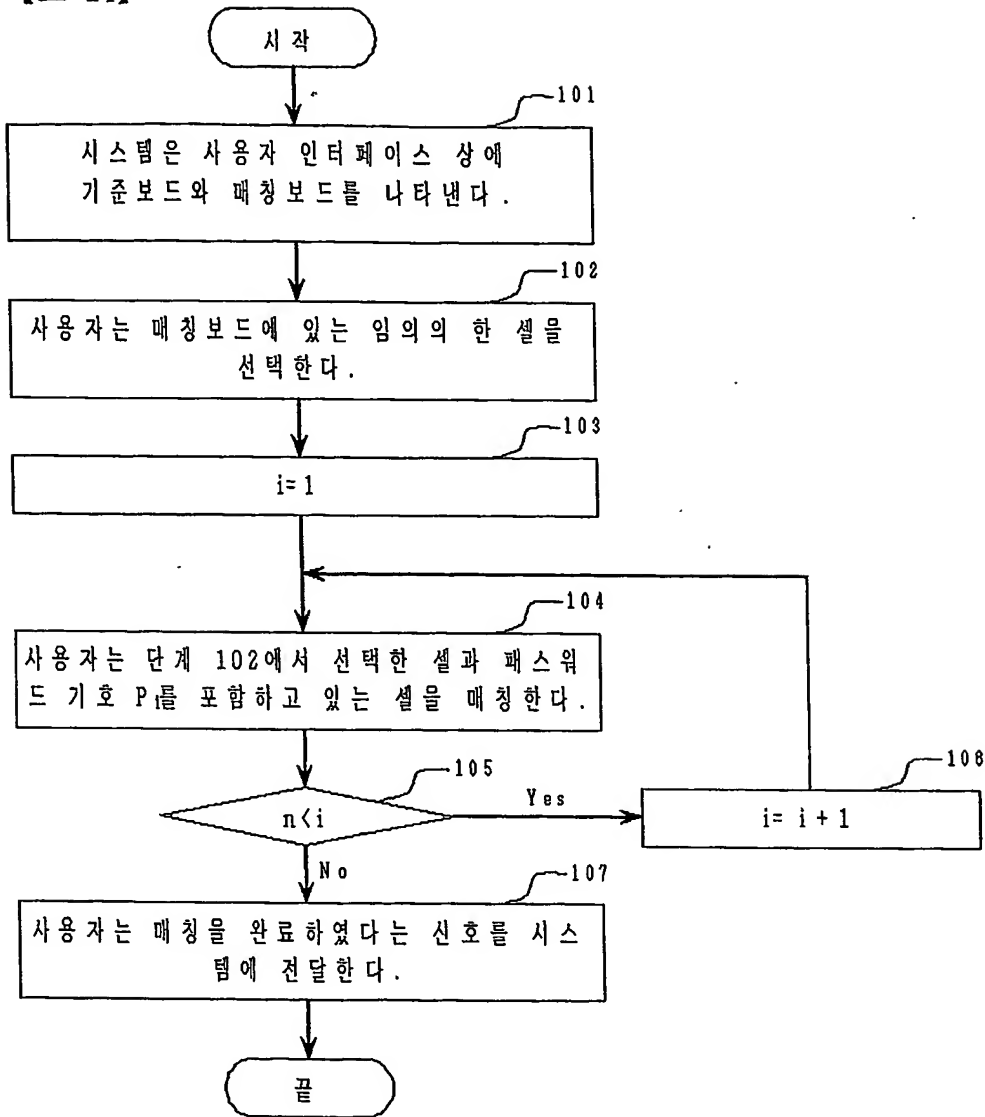 시작
101
시스템은 사용자 인터페이스 상에
기준보드와 매칭보드를 나타낸다.
102
사용자는 매칭보드에 있는 임의의 한 셀을
선택한다.
103
i=1
104
사용자는 단계 102에서 선택한 셀과 패스워
드 기호 Pi를 포함하고 있는 셀을 매칭한다.
105
n<i
Yes
106
i= i + 1
No
107
사용자는 매칭을 완료하였다는 신호를 시스
템에 전달한다.
끝